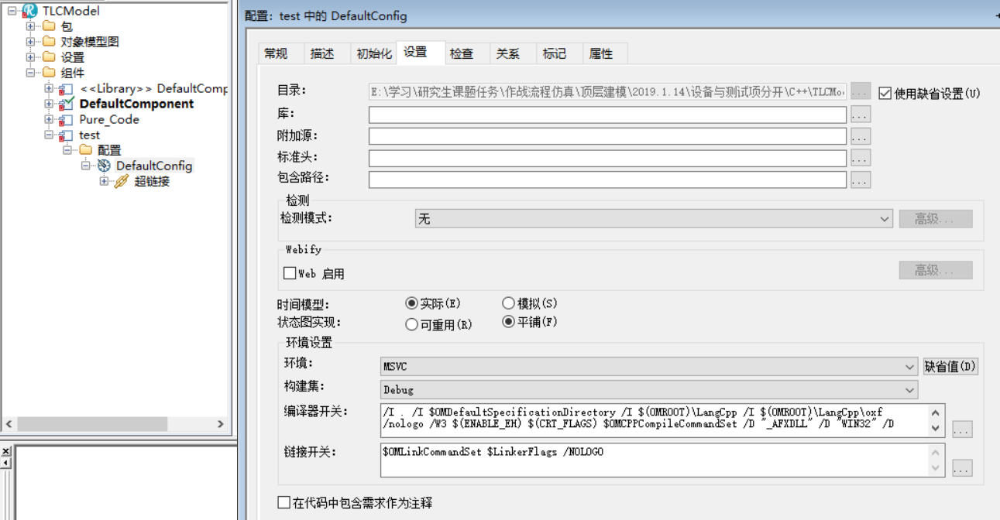 TLCModel
包
对象模型图
设置
组件
<<Library>> DefaultComp
DefaultComponent
Pure_Code
test
配置
DefaultConfig
超链接
配置: test 中的 DefaultConfig
常规 描述 初始化 设置 检查 关系 标记 属性
目录: E:\学习\研究生课题任务\作战流程仿真\顶层建模\2019.1.14\设备与测试项分开\C++\TLCMo ... 使用缺省设置(U)
库: ...
附加源: ...
标准头: ...
包含路径: ...
检测
检测模式: 无 高级...
Webify
Web 启用 高级...
时间模型: 实际(E) 模拟(S)
状态图实现: 可重用(R) 平铺(F)
环境设置
环境: MSVC 缺省值(D)
构建集: Debug
编译器开关: /I . /I $OMDefaultSpecificationDirectory /I $(OMROOT)\LangCpp /I $(OMROOT)\LangCpp\oxf
/nologo /W3 $(ENABLE_EH) $(CRT_FLAGS) $OMCPPCompileCommandSet /D "_AFXDLL" /D "WIN32" /D ...
链接开关: $OMLinkCommandSet $LinkerFlags /NOLOGO
...
在代码中包含需求作为注释